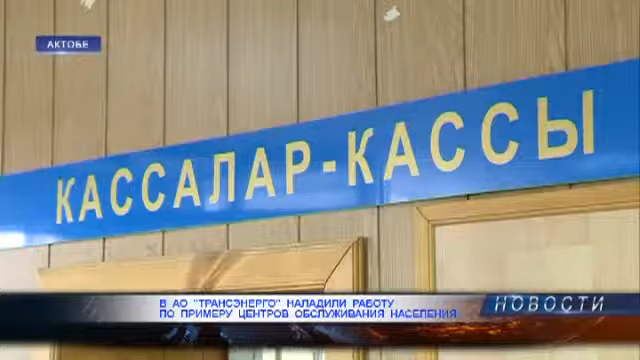 АКТОБЕ
КАССАЛАР-КАССЫ
В АО "ТРАНСЭНЕРГО" НАЛАДИЛИ РАБОТУ
ПО ПРИМЕРУ ЦЕНТРОВ ОБСЛУЖИВАНИЯ НАСЕЛЕНИЯ
НОВОСТИ